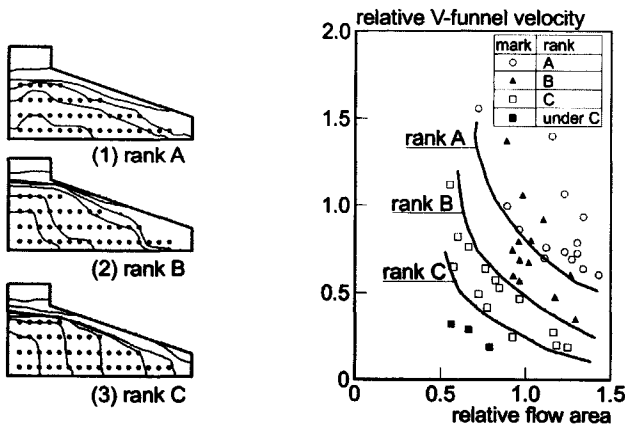 (1) rank A
(2) rank B
(3) rank C
relative V-funnel velocity
2.0
1.5
1.0
0.5
0
mark rank
A
B
C
under C
rank A
rank B
rank C
0 0.5 1.0 1.5
relative flow area